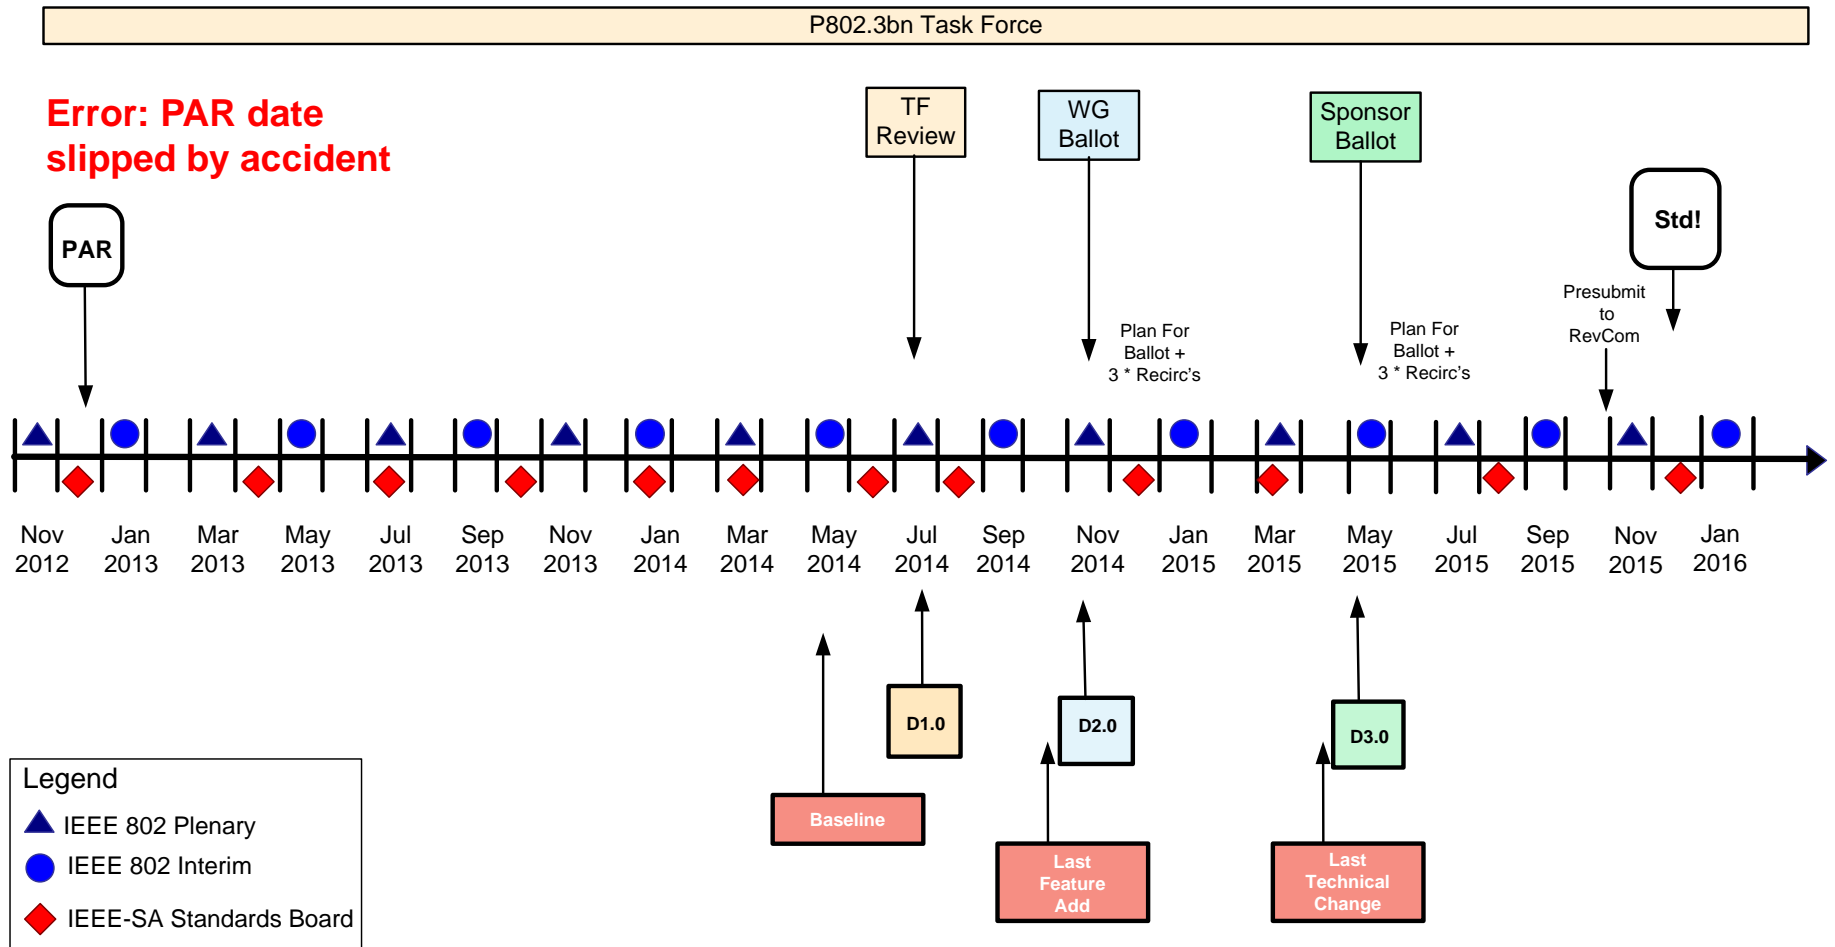 P802.3bn Task Force
Error: PAR date
slipped by accident
TF
Review
WG
Ballot
Sponsor
Ballot
PAR
Std!
Presubmit
to
RevCom
Plan For
Ballot +
3 * Recirc's
Plan For
Ballot +
3 * Recirc's
Nov
2012
Jan
2013
Mar
2013
May
2013
Jul
2013
Sep
2013
Nov
2013
Jan
2014
Mar
2014
May
2014
Jul
2014
Sep
2014
Nov
2014
Jan
2015
Mar
2015
May
2015
Jul
2015
Sep
2015
Nov
2015
Jan
2016
D1.0
D2.0
D3.0
Baseline
Last
Feature
Add
Last
Technical
Change
Legend
IEEE 802 Plenary
IEEE 802 Interim
IEEE-SA Standards Board